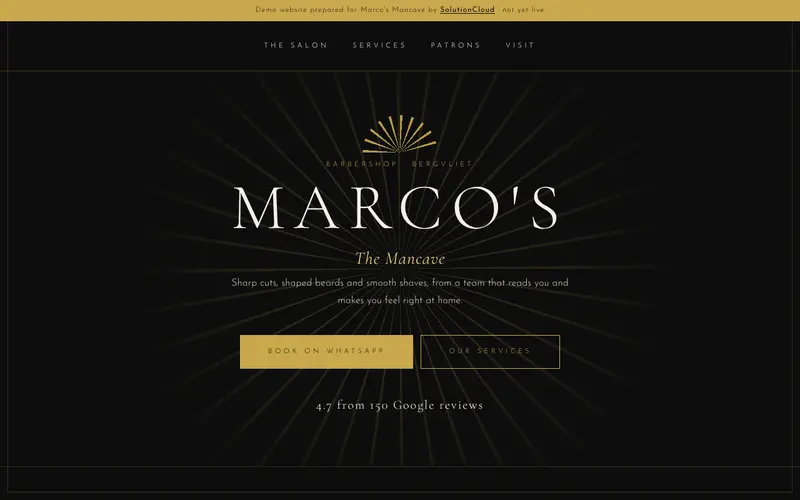 Demo website prepared for Marco's Mancave by SolutionCloud · not yet live
THE SALON SERVICES PATRONS VISIT
BARBERSHOP · BERGVLIET
MARCO'S
The Mancave
Sharp cuts, shaped beards and smooth shaves, from a team that reads you and
makes you feel right at home.
BOOK ON WHATSAPP OUR SERVICES
4.7 from 150 Google reviews